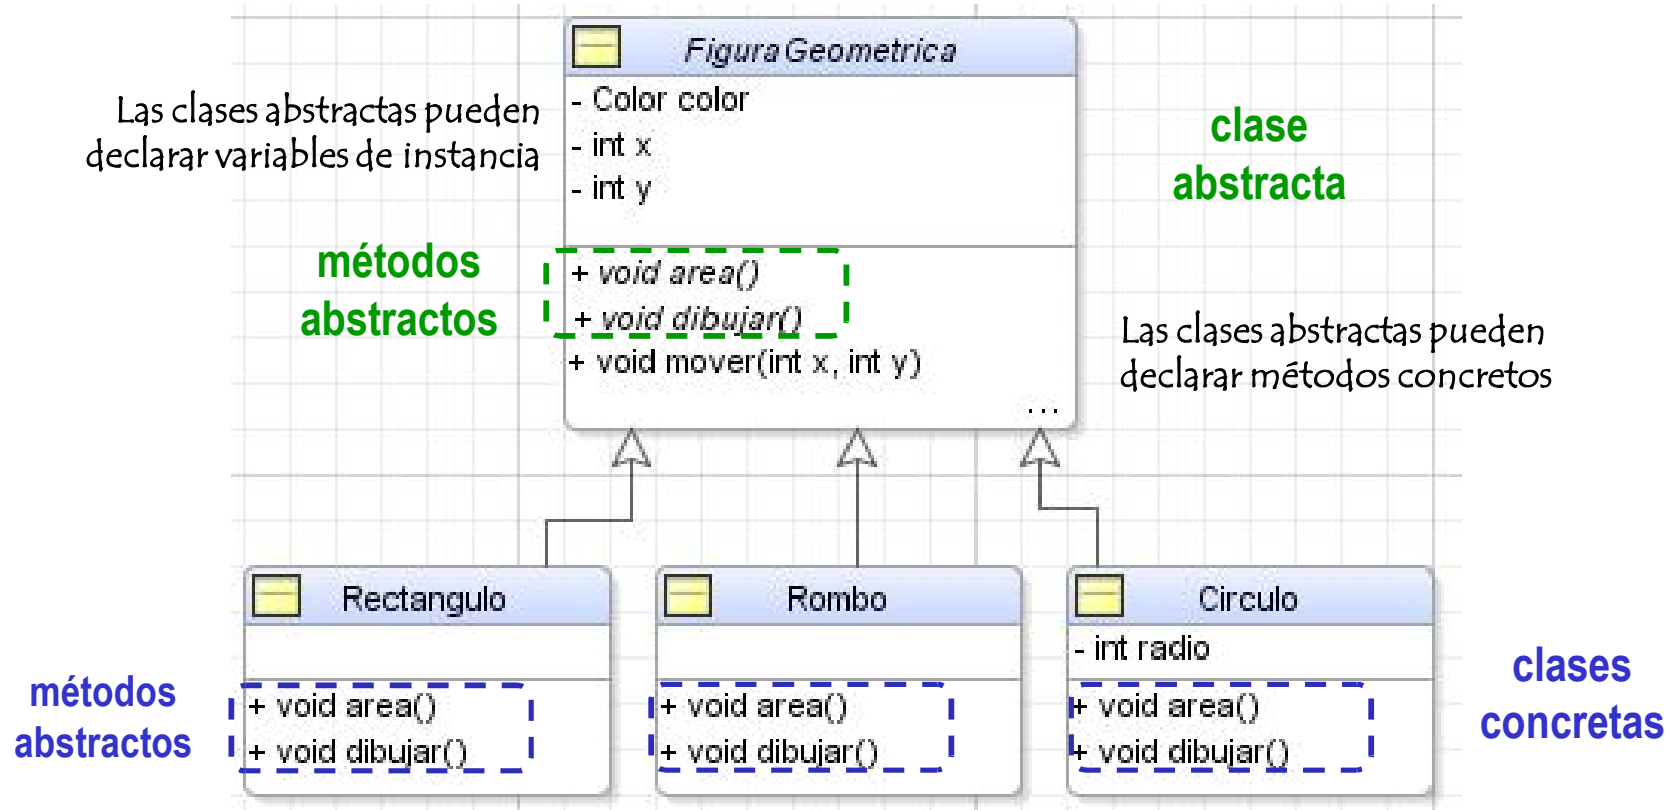 FiguraGeometrica
- Color color
- int x
- int y
Las clases abstractas pueden
declarar variables de instancia
clase
abstracta
métodos
abstractos
+ void area()
+ void dibujar()
+ void mover(int x, int y)
...
Las clases abstractas pueden
declarar métodos concretos
Rectangulo
+ void area()
+ void dibujar()
Rombo
+ void area()
+ void dibujar()
Circulo
- int radio
+ void area()
+ void dibujar()
métodos
abstractos
clases
concretas